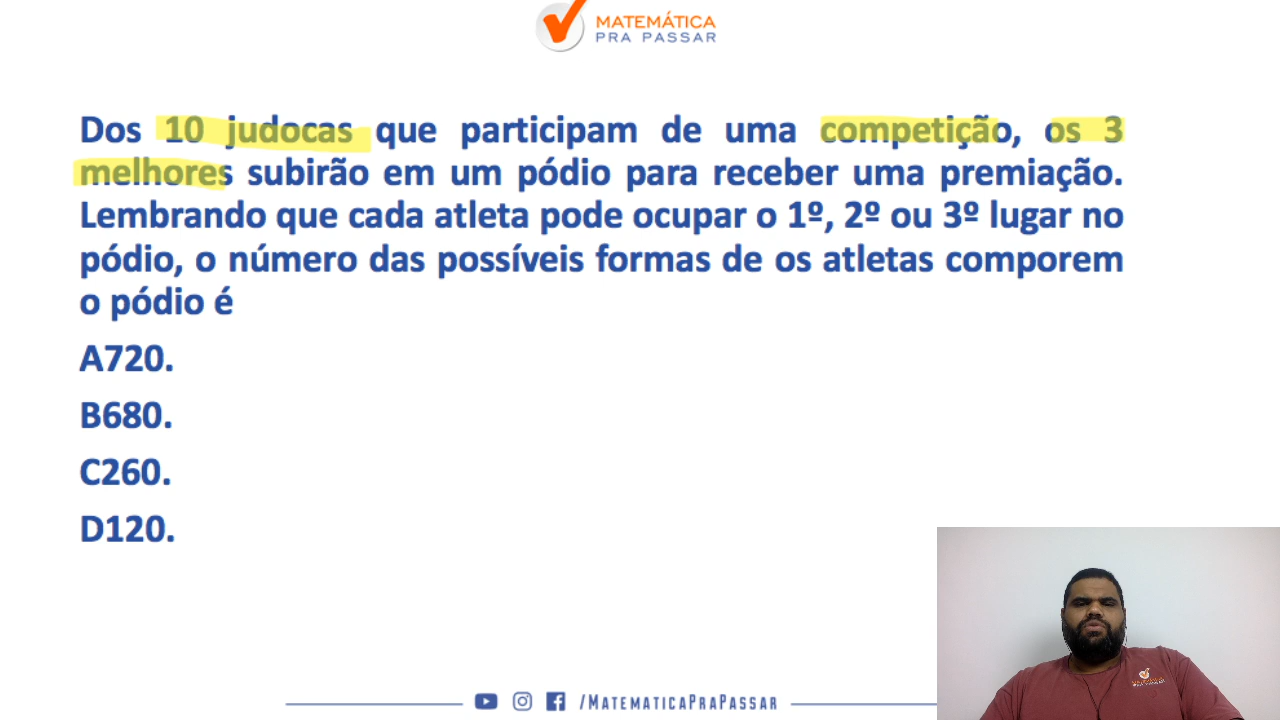 MATEMÁTICA
PRA PASSAR
Dos 10 judocas que participam de uma competição, os 3
melhores subirão em um pódio para receber uma premiação.
Lembrando que cada atleta pode ocupar o 1º, 2º ou 3º lugar no
pódio, o número das possíveis formas de os atletas comporem
o pódio é
A720.
B680.
C260.
D120.
/MATEMATICAPRAPASSAR